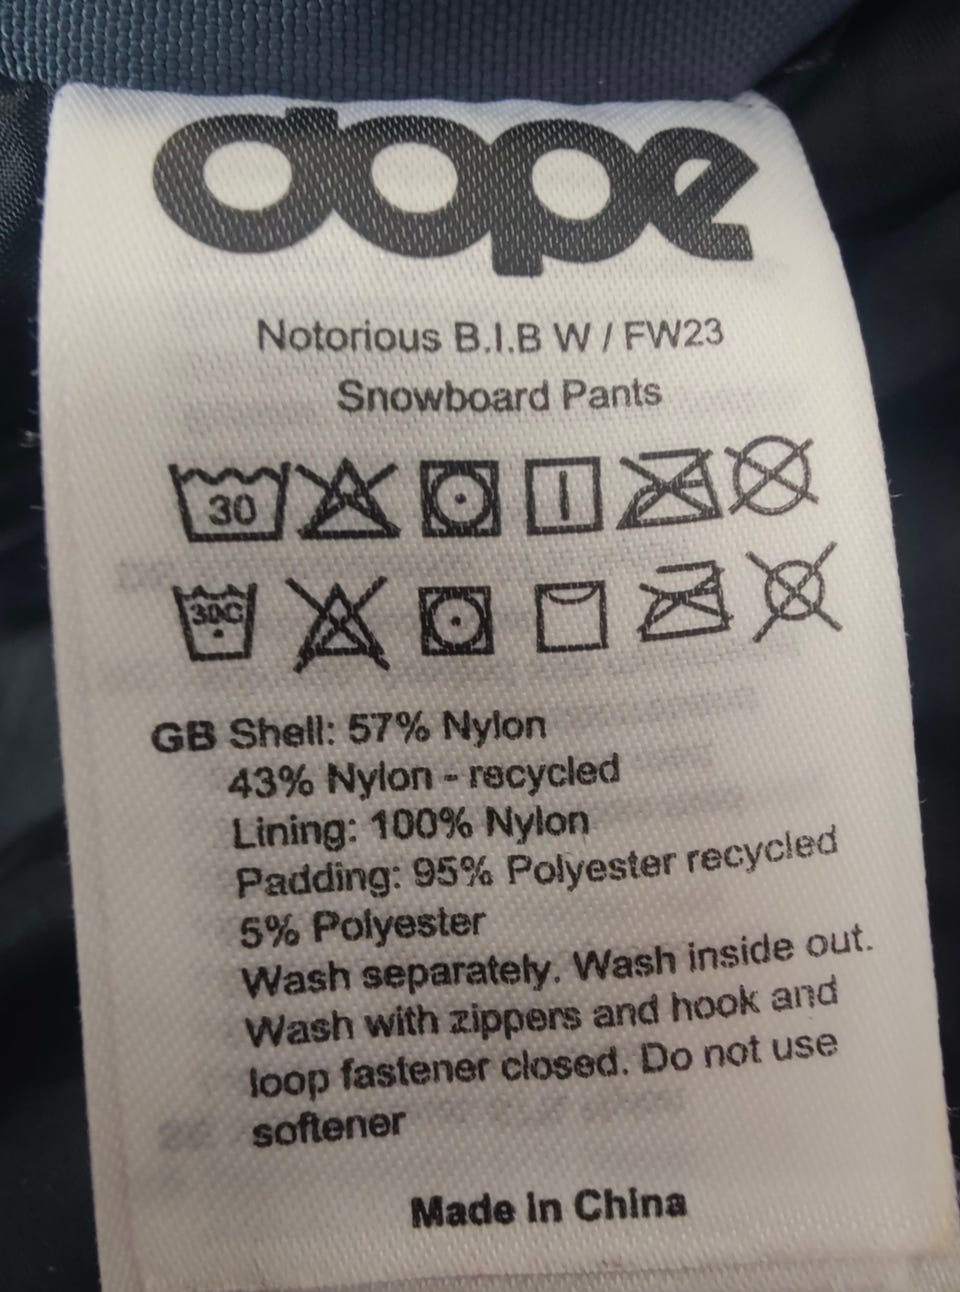 dope
Notorious B.I.B W / FW23
Snowboard Pants
30
30C
GB Shell: 57% Nylon
43% Nylon - recycled
Lining: 100% Nylon
Padding: 95% Polyester recycled
5% Polyester
Wash separately. Wash inside out.
Wash with zippers and hook and
loop fastener closed. Do not use
softener
Made in China